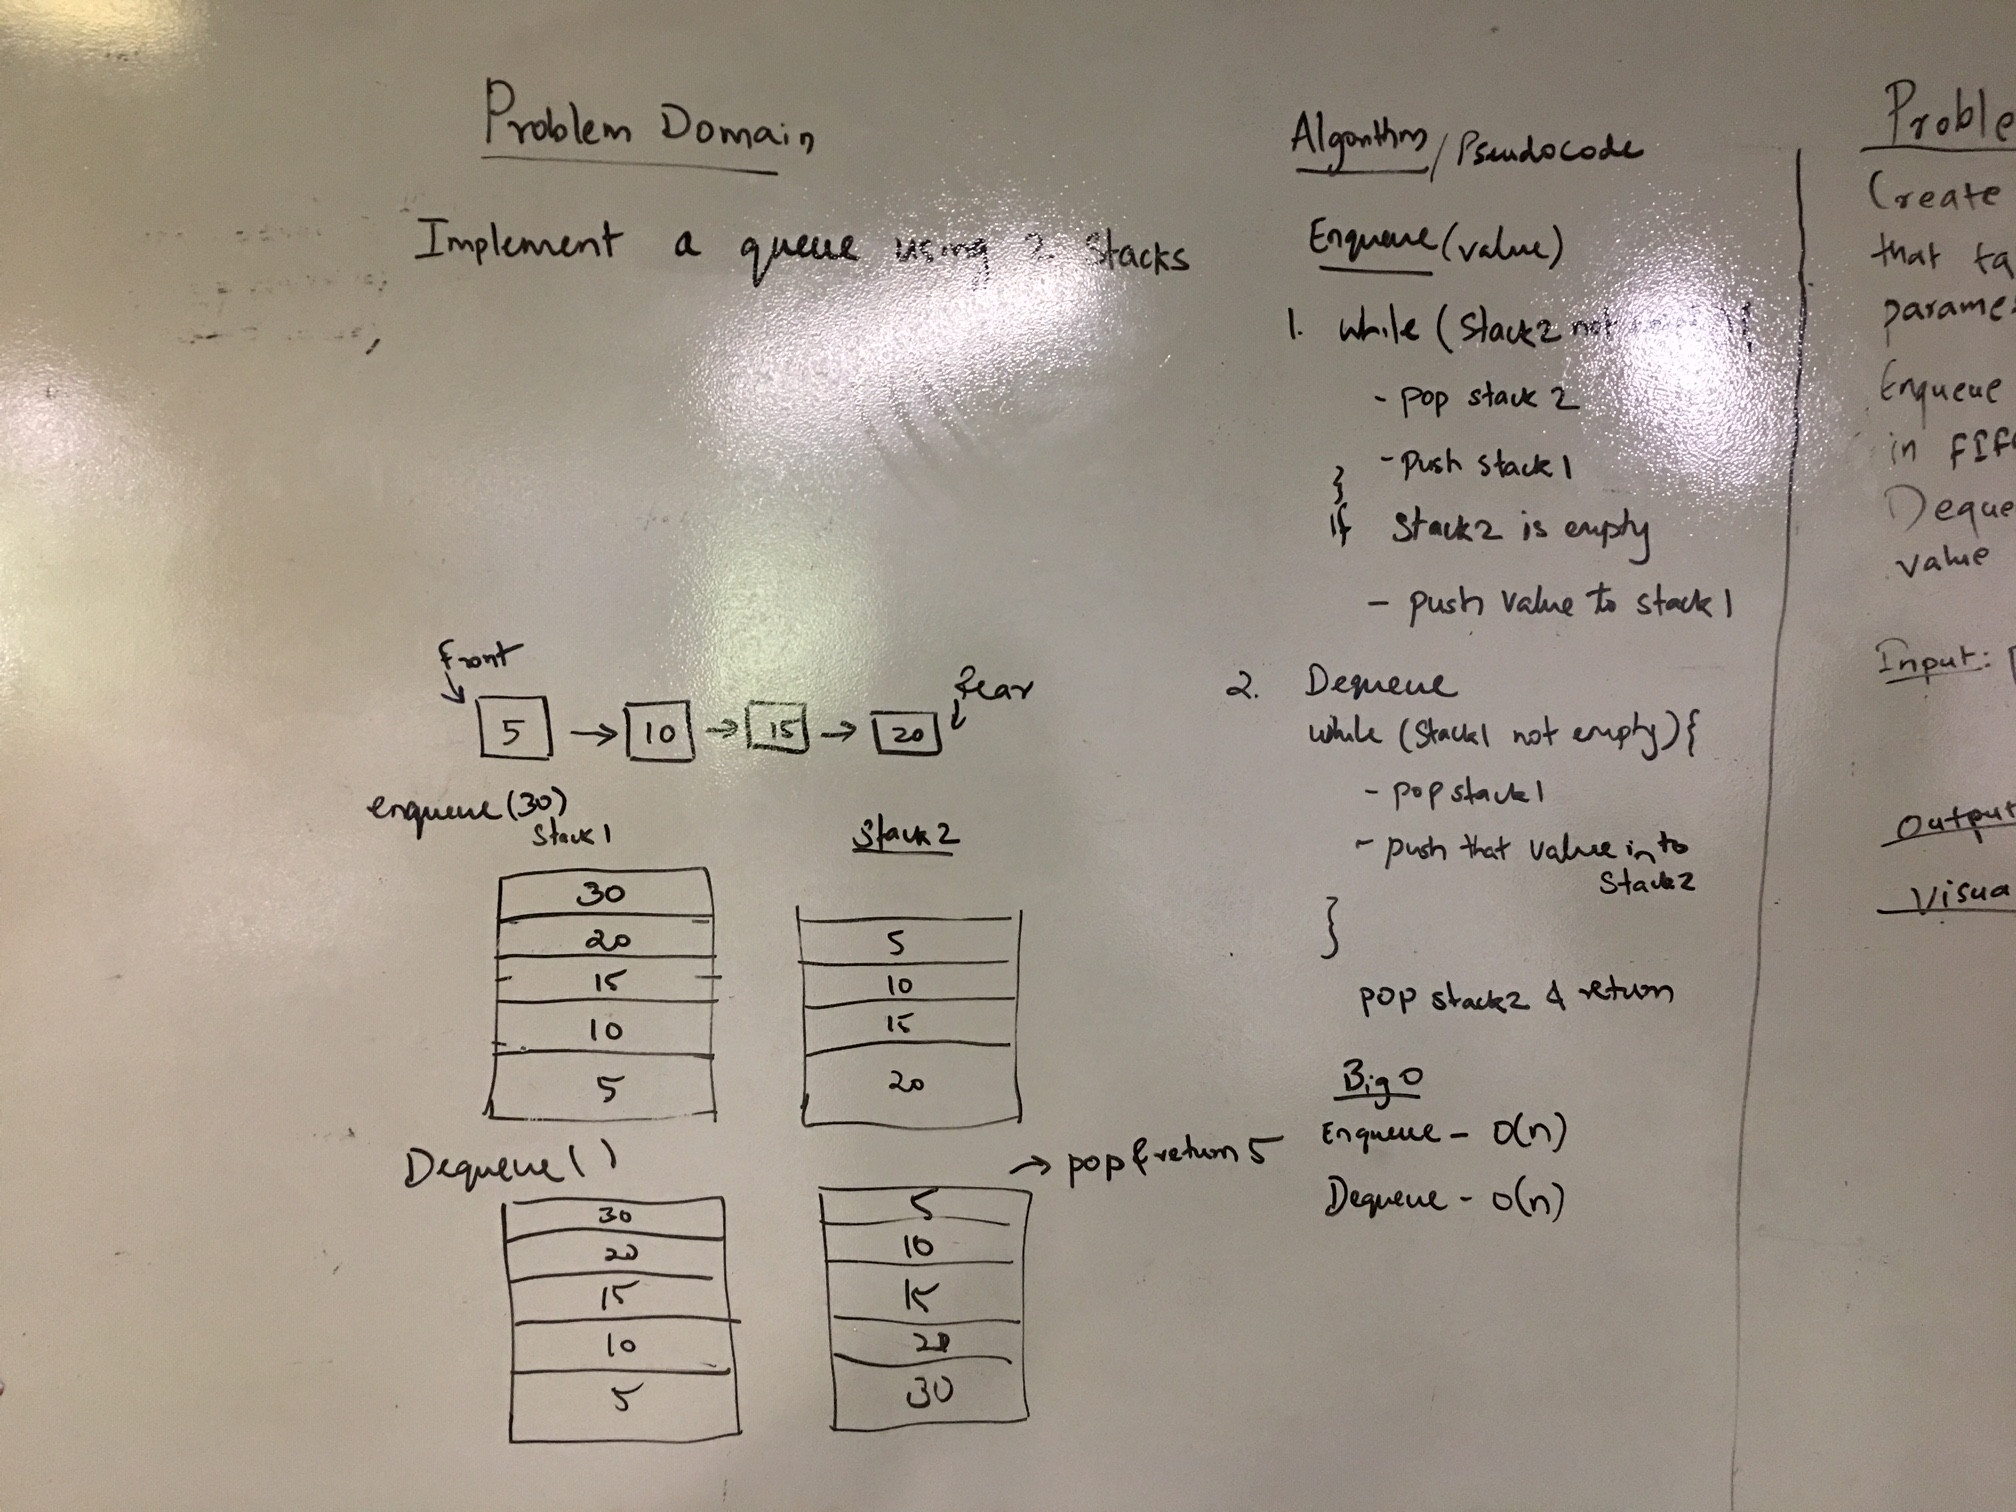 Problem Domain
Implement a queue using 2 Stacks
front
rear
5 → 10 → 15 → 20
enqueue(30)
Stack1
Stack2
30
20
15
10
5
5
10
15
20
Dequeue()
→ pop & return 5
30
20
15
10
5
5
10
15
20
30
Algorithm / Pseudocode
Enqueue(value)
1. while (Stack2 not
- pop stack 2
- push stack 1
}
if Stack2 is empty
- push value to stack 1
2. Dequeue
while (Stack1 not empty){
- pop stack1
- push that value into
Stack2
}
pop stack2 & return
Big O
Enqueue - O(n)
Dequeue - O(n)
Proble
Create
that ta
parame
Enqueue
in FIF
Deque
value
Input:
Output
Visua